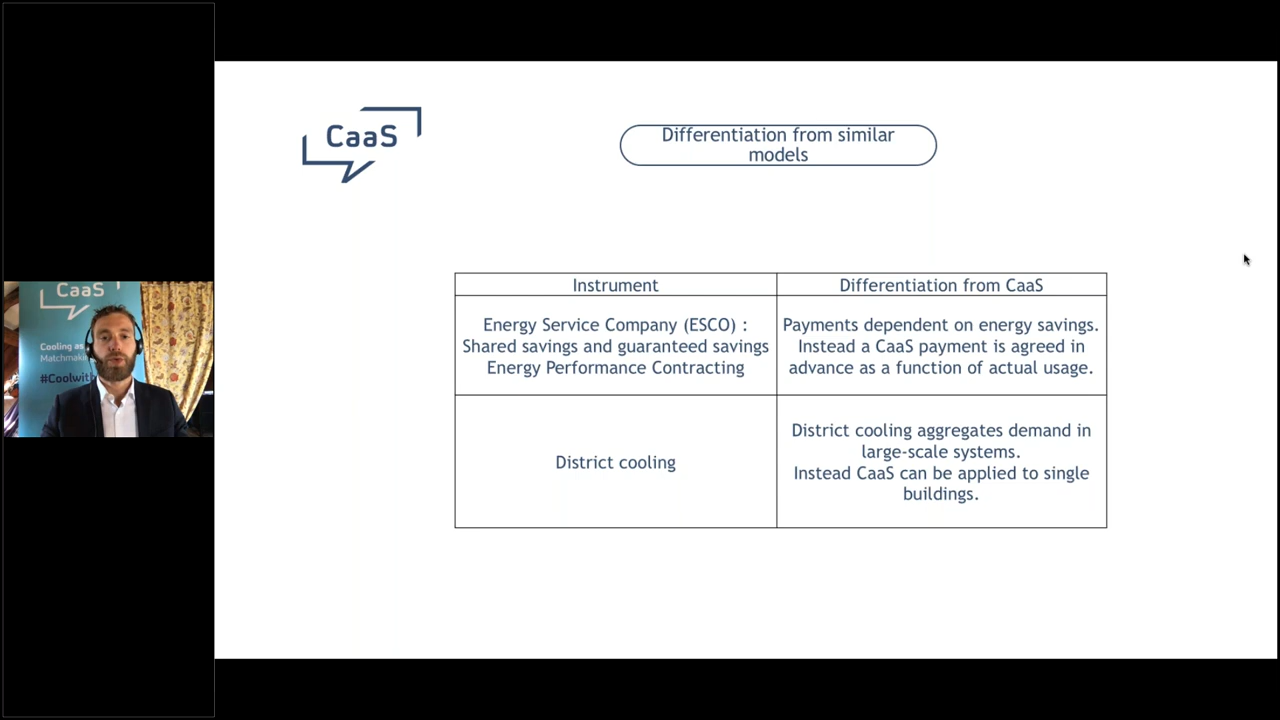 CaaS
Differentiation from similar
models
Instrument
Differentiation from CaaS
Energy Service Company (ESCO) :
Shared savings and guaranteed savings
Energy Performance Contracting
Payments dependent on energy savings.
Instead a CaaS payment is agreed in
advance as a function of actual usage.
District cooling
District cooling aggregates demand in
large-scale systems.
Instead CaaS can be applied to single
buildings.
CaaS
Cooling as